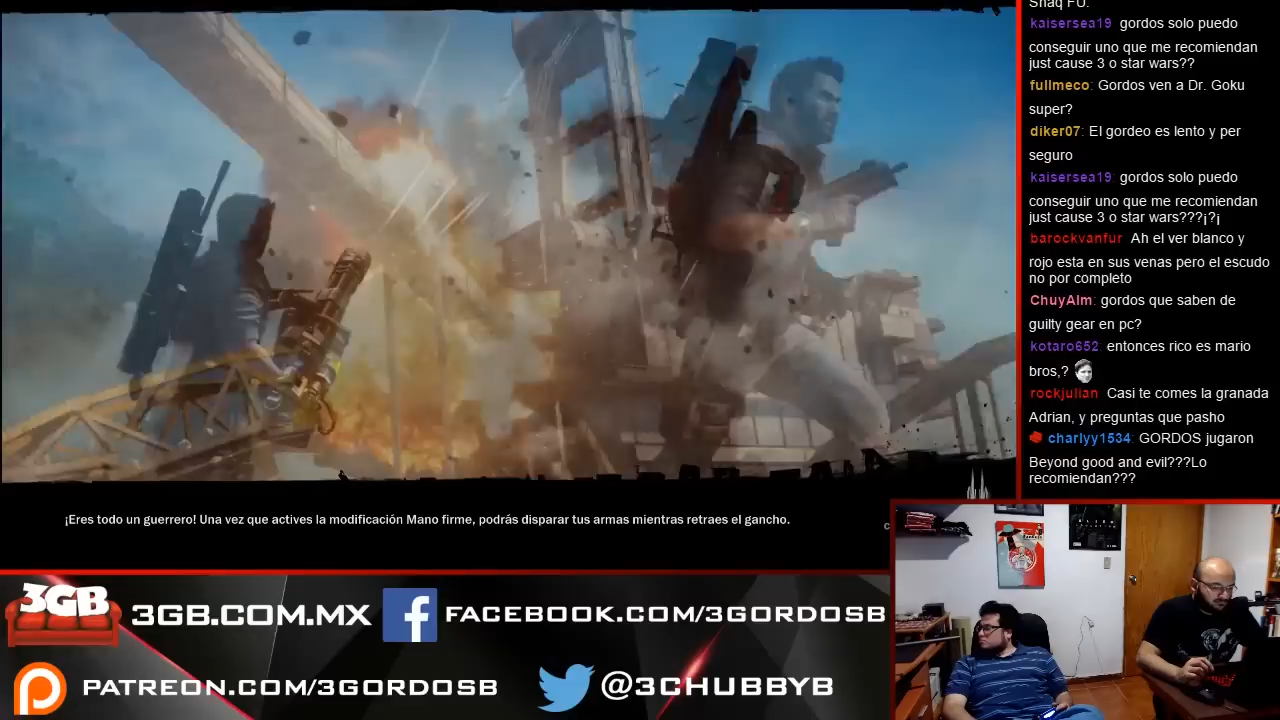 Shaq FU.
kaisersea19 gordos solo puedo
conseguir uno que me recomiendan
just cause 3 o star wars??
fullmeco: Gordos ven a Dr. Goku
super?
diker07: El gordeo es lento y per
seguro
kaisersea19: gordos solo puedo
conseguir uno que me recomiendan
just cause 3 o star wars???¡?¡
barockvanfur Ah el ver blanco y
rojo esta en sus venas pero el escudo
no por completo
ChuyAlm: gordos que saben de
guilty gear en pc?
kotaro652: entonces rico es mario
bros,?
rockjulian Casi te comes la granada
Adrian, y preguntas que pasho
charlyy1534: GORDOS jugaron
Beyond good and evil???Lo
recomiendan???
¡Eres todo un guerrero! Una vez que actives la modificación Mano firme, podrás disparar tus armas mientras retraes el gancho.
3GB
3GB.COM.MX
FACEBOOK.COM/3GORDOSB
PATREON.COM/3GORDOSB
@3CHUBBYB